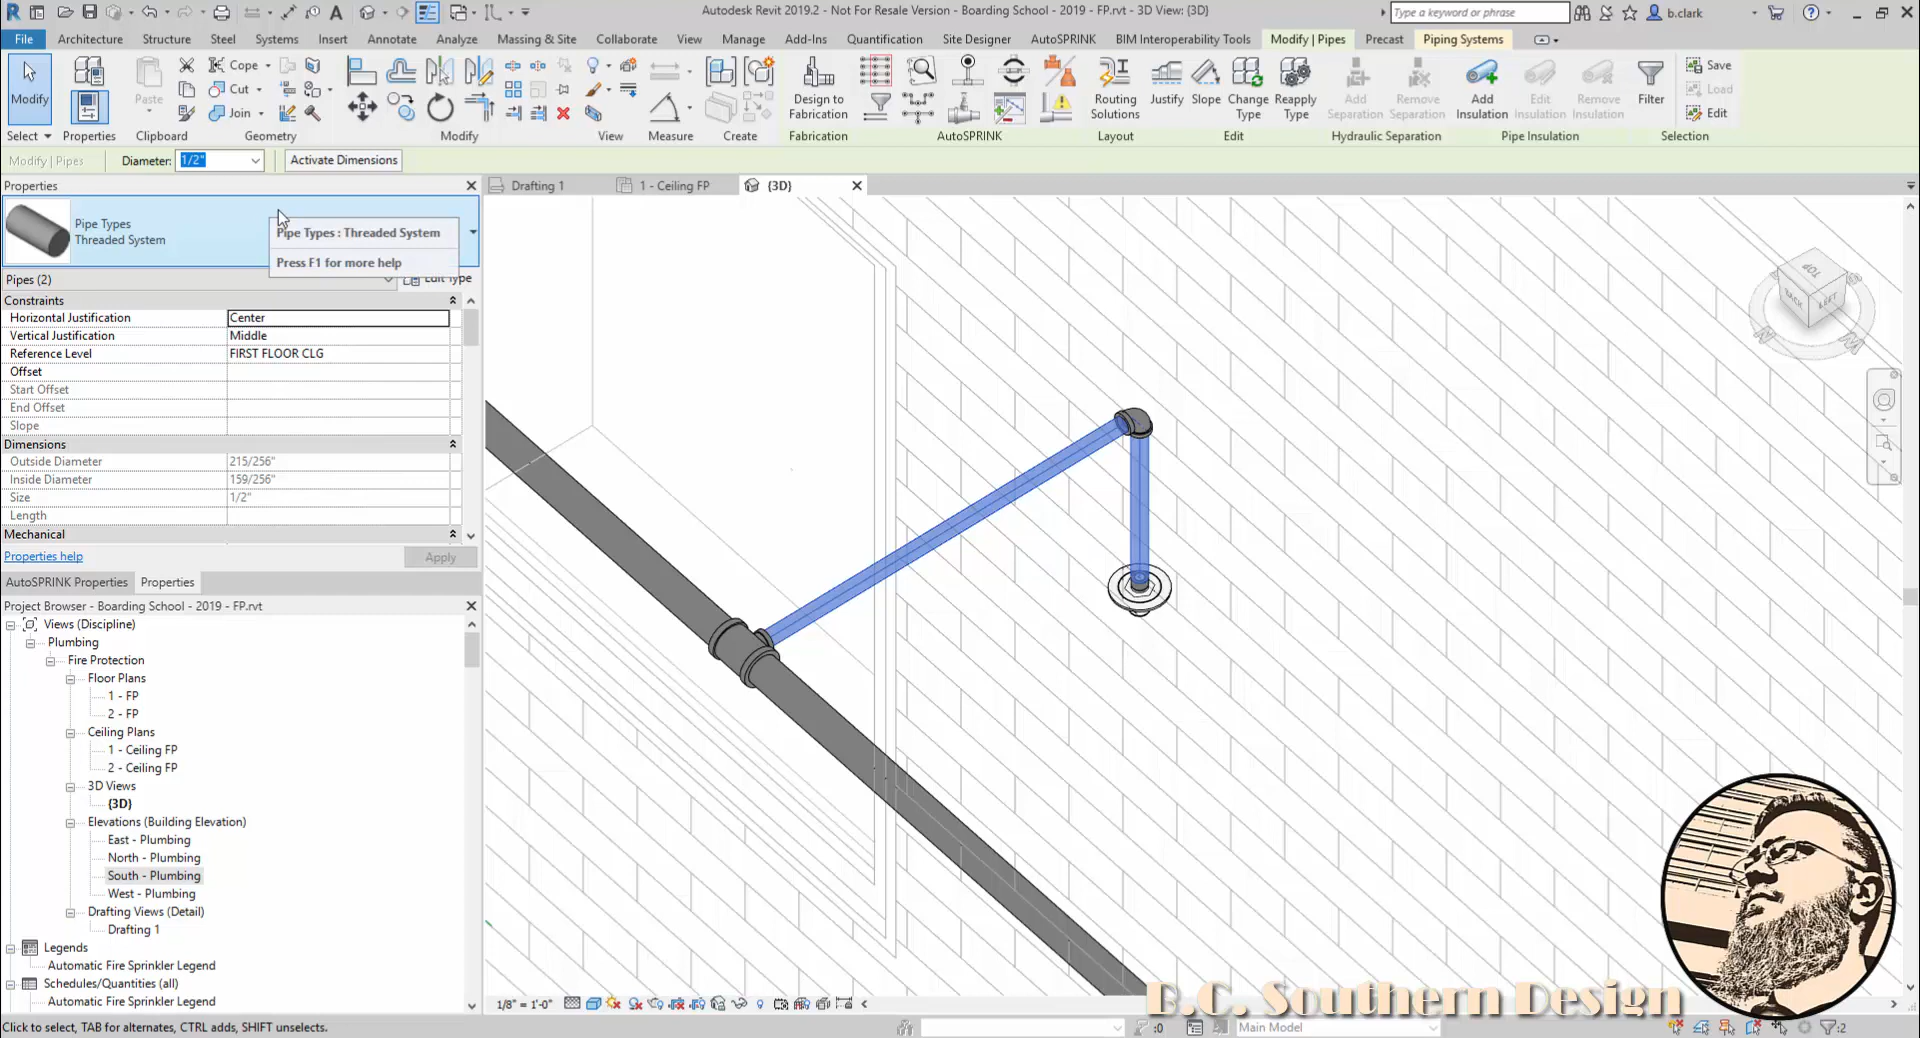 Autodesk Revit 2019.2 - Not For Resale Version - Boarding School - 2019 - FP.rvt - 3D View: {3D}
Type a keyword or phrase
b.clark
File
Architecture
Structure
Steel
Systems
Insert
Annotate
Analyze
Massing & Site
Collaborate
View
Manage
Add-Ins
Quantification
Site Designer
AutoSPRINK
BIM Interoperability Tools
Modify | Pipes
Precast
Piping Systems
Modify
Paste
Cope
Cut
Join
Design to
Fabrication
Routing
Solutions
Justify
Slope
Change
Type
Reapply
Type
Add
Separation
Remove
Separation
Add
Insulation
Edit
Insulation
Remove
Insulation
Filter
Save
Load
Edit
Select
Properties
Clipboard
Geometry
Modify
View
Measure
Create
Fabrication
AutoSPRINK
Layout
Edit
Hydraulic Separation
Pipe Insulation
Selection
Modify | Pipes
Diameter:
1/2"
Activate Dimensions
Properties
Drafting 1
1 - Ceiling FP
{3D}
Pipe Types
Threaded System
Pipe Types : Threaded System
Press F1 for more help
Pipes (2)
Edit Type
Constraints
Horizontal Justification Center
Vertical Justification Middle
Reference Level FIRST FLOOR CLG
Offset
Start Offset
End Offset
Slope
Dimensions
Outside Diameter 215/256"
Inside Diameter 159/256"
Size 1/2"
Length
Mechanical
Properties help
Apply
AutoSPRINK Properties
Properties
Project Browser - Boarding School - 2019 - FP.rvt
Views (Discipline)
Plumbing
Fire Protection
Floor Plans
1 - FP
2 - FP
Ceiling Plans
1 - Ceiling FP
2 - Ceiling FP
3D Views
{3D}
Elevations (Building Elevation)
East - Plumbing
North - Plumbing
South - Plumbing
West - Plumbing
Drafting Views (Detail)
Drafting 1
Legends
Automatic Fire Sprinkler Legend
Schedules/Quantities (all)
Automatic Fire Sprinkler
TOP
BACK
LEFT
1/8" = 1'-0"
B.C. Southern Design
Click to select, TAB for alternates, CTRL adds, SHIFT unselects.
:0
Main Model
:2